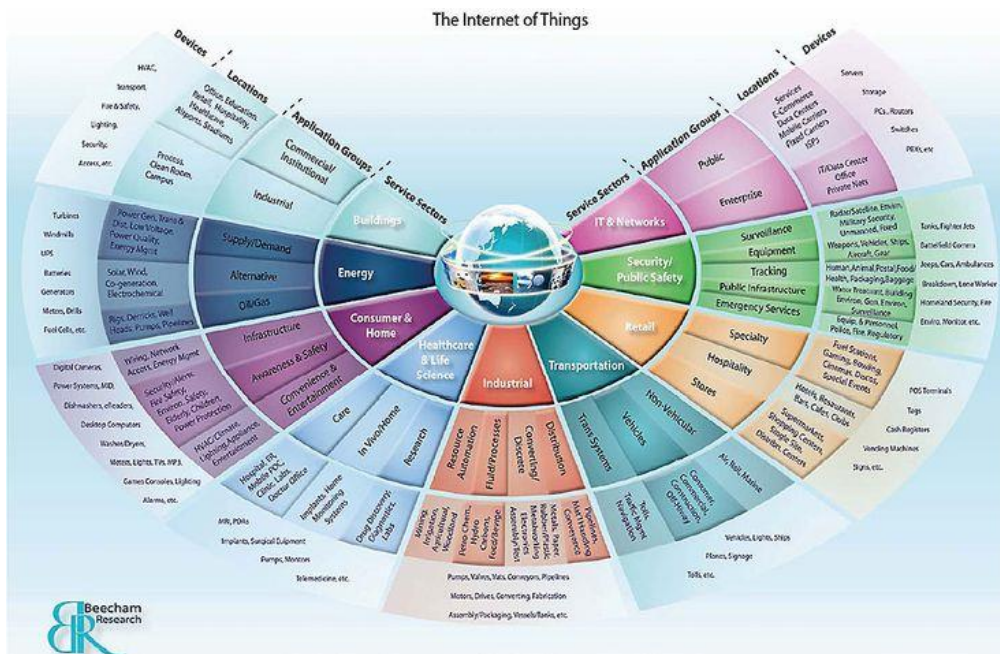 The Internet of Things
Devices
Locations
Application Groups
Service Sectors
Service Sectors
Application Groups
Locations
Devices
HVAC,
Transport,
Fire & Safety,
Lighting,
Security,
Access, etc.
Office, Education,
Retail, Hospitality,
Healthcare,
Airports, Stadiums
Process,
Clean Room,
Campus
Commercial/
Institutional
Industrial
Buildings
Turbines
Windmills
UPS
Batteries
Generators
Meters, Drills
Fuel Cells, etc.
Power Gen, Trans &
Dist, Low Voltage,
Power Quality,
Energy Mgmt
Solar, Wind,
Co-generation,
Electrochemical
Rigs, Derricks, Well
Heads, Pumps, Pipelines
Supply/Demand
Alternative
Oil/Gas
Energy
Digital Cameras,
Power Systems, MID,
Dishwashers, eReaders,
Desktop Computers
Washer/Dryers,
Meters, Lights, TVs, MP3,
Games Consoles, Lighting
Alarms, etc.
Wiring, Network
Access, Energy Mgmt
Security/Alerts,
Fire Safety,
Environ. Safety,
Elderly, Children,
Power Protection
HVAC/Climate,
Lighting, Appliance,
Entertainment
Infrastructure
Awareness & Safety
Convenience &
Entertainment
Consumer
& Home
MRI, PDAs
Implants, Surgical Equipment
Pumps, Monitors
Telemedicine, etc.
Hospital, ER,
Mobile POC,
Clinic, Labs,
Doctor Office
Implants, Home
Monitoring
Systems
Drug Discovery,
Diagnostics,
Labs
Care
In Vivo/Home
Research
Healthcare
& Life
Science
Industrial
Resource
Automation
Fluid/Processes
Converting/
Discrete
Distribution
Mining,
Irrigation,
Agricultural,
Woodland
Petro-Chem,
Hydro
Carbons,
Food/Beverage
Metals, Paper,
Rubber/Plastic
Metalworking
Electronics
Assembly/Test
Pipelines,
Mat'l Handling
Conveyance
Pumps, Valves, Vats, Conveyors, Pipelines
Motors, Drives, Converting, Fabrication
Assembly/Packaging, Vessels/Tanks, etc.
Transportation
Trans Systems
Vehicles
Non-Vehicular
Tolls,
Traffic Mgmt
Navigation
Consumer,
Commercial,
Construction,
Off-Hwy
Air, Rail, Marine
Vehicles, Lights, Ships
Planes, Signage
Tolls, etc.
Retail
Specialty
Hospitality
Stores
Fuel Stations,
Gaming, Bowling,
Cinemas, Discos,
Special Events
Hotels, Restaurants,
Bars, Cafes, Clubs
Supermarkets,
Shopping Centers,
Single Site,
Distribn. Centers
POS Terminals
Tags
Cash Registers
Vending Machines
Signs, etc.
Security/
Public Safety
Surveillance
Equipment
Tracking
Public Infrastructure
Emergency Services
Radar/Satellite, Environ.
Military Security,
Unmanned, Fixed
Weapons, Vehicles, Ships,
Aircraft, Gear
Human, Animal, Postal, Food/
Health, Packaging, Baggage
Water Treatment, Building
Environ, Gen. Environ.
Surveillance
Equip. & Personnel,
Police, Fire, Regulatory
Tanks, Fighter Jets
Battlefield Comms
Jeeps, Cars, Ambulances
Breakdown, Lone Worker
Homeland Security, Fire
Enviro. Monitor, etc.
IT & Networks
Public
Enterprise
Services
E-Commerce
Data Centers
Mobile Carriers
Fixed Carriers
ISPs
IT/Data Center
Office
Private Nets
Servers
Storage
PCs, Routers
Switches
PBXs, etc
Beecham
Research
BR